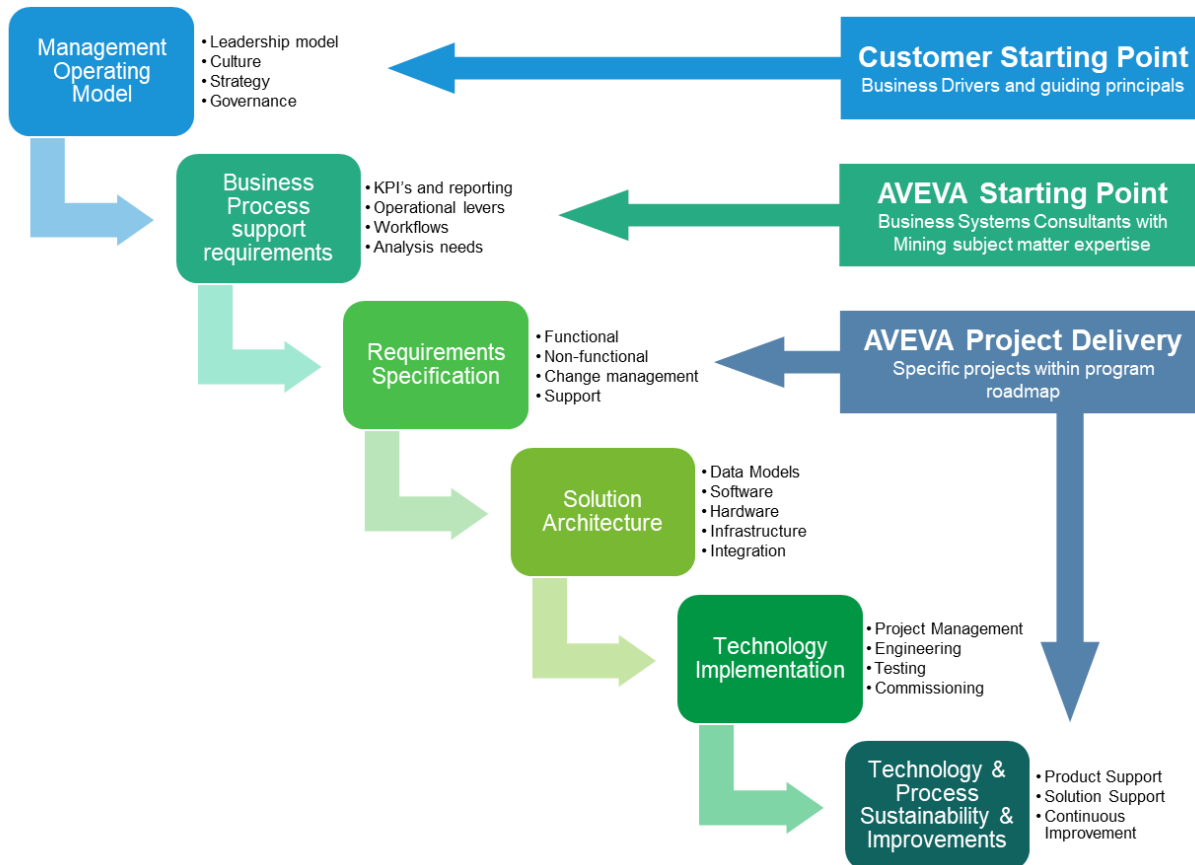 Management
Operating
Model
• Leadership model
• Culture
• Strategy
• Governance
Customer Starting Point
Business Drivers and guiding principals
Business
Process
support
requirements
• KPI's and reporting
• Operational levers
• Workflows
• Analysis needs
AVEVA Starting Point
Business Systems Consultants with
Mining subject matter expertise
Requirements
Specification
• Functional
• Non-functional
• Change management
• Support
AVEVA Project Delivery
Specific projects within program
roadmap
Solution
Architecture
• Data Models
• Software
• Hardware
• Infrastructure
• Integration
Technology
Implementation
• Project Management
• Engineering
• Testing
• Commissioning
Technology &
Process
Sustainability &
Improvements
• Product Support
• Solution Support
• Continuous
Improvement